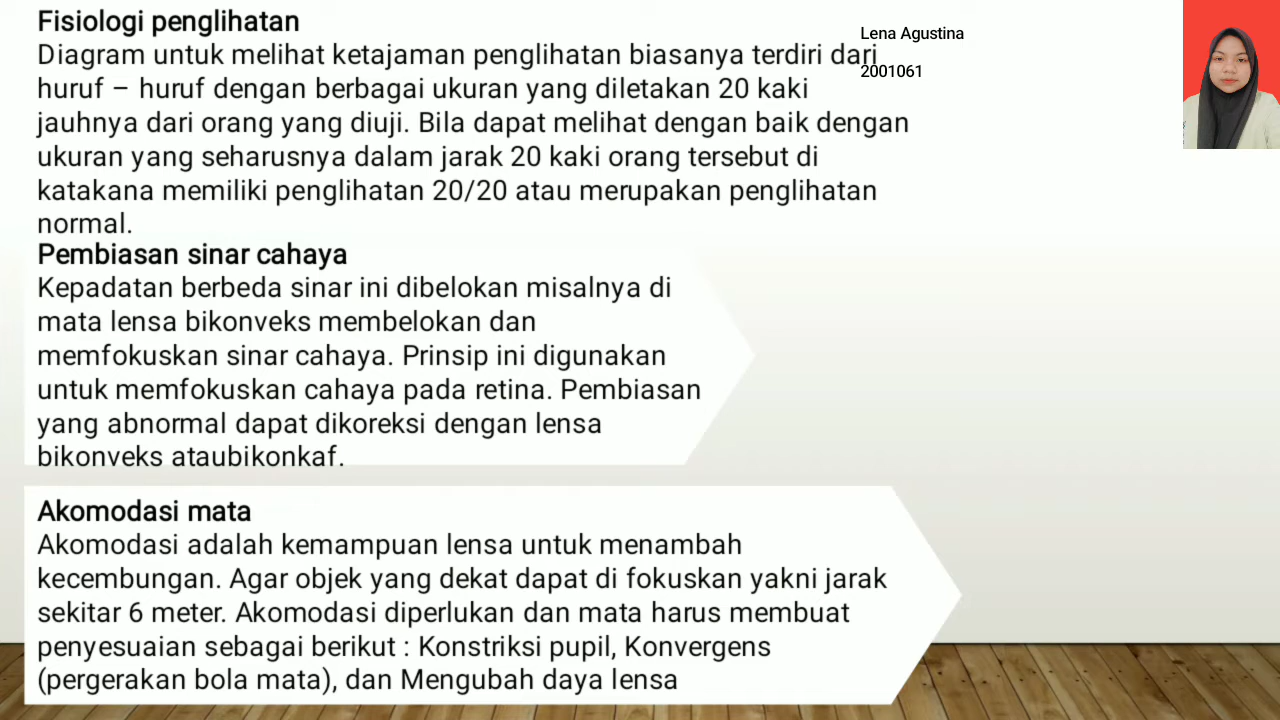 Fisiologi penglihatan
Diagram untuk melihat ketajaman penglihatan biasanya terdiri dari
huruf – huruf dengan berbagai ukuran yang diletakan 20 kaki
jauhnya dari orang yang diuji. Bila dapat melihat dengan baik dengan
ukuran yang seharusnya dalam jarak 20 kaki orang tersebut di
katakana memiliki penglihatan 20/20 atau merupakan penglihatan
normal.
Lena Agustina
2001061
Pembiasan sinar cahaya
Kepadatan berbeda sinar ini dibelokan misalnya di
mata lensa bikonveks membelokan dan
memfokuskan sinar cahaya. Prinsip ini digunakan
untuk memfokuskan cahaya pada retina. Pembiasan
yang abnormal dapat dikoreksi dengan lensa
bikonveks ataubikonkaf.
Akomodasi mata
Akomodasi adalah kemampuan lensa untuk menambah
kecembungan. Agar objek yang dekat dapat di fokuskan yakni jarak
sekitar 6 meter. Akomodasi diperlukan dan mata harus membuat
penyesuaian sebagai berikut : Konstriksi pupil, Konvergens
(pergerakan bola mata), dan Mengubah daya lensa